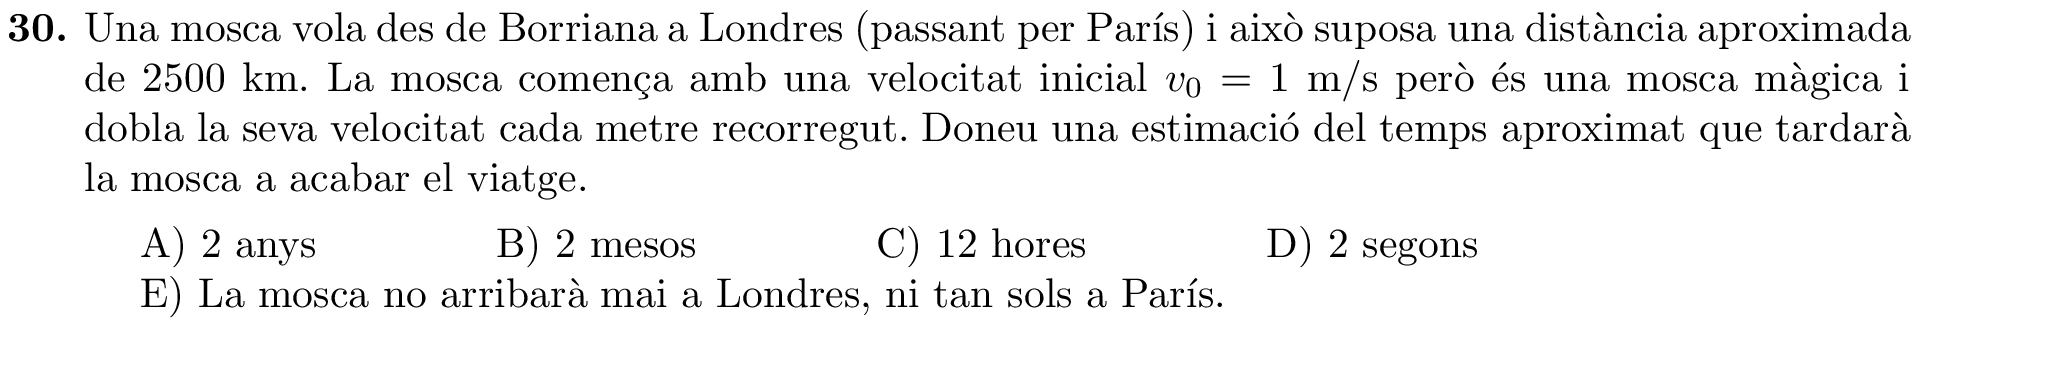 30. Una mosca vola des de Borriana a Londres (passant per París) i això suposa una distància aproximada
de 2500 km. La mosca comença amb una velocitat inicial v₀ = 1 m/s però és una mosca màgica i
dobla la seva velocitat cada metre recorregut. Doneu una estimació del temps aproximat que tardarà
la mosca a acabar el viatge.
A) 2 anys B) 2 mesos C) 12 hores D) 2 segons
E) La mosca no arribarà mai a Londres, ni tan sols a París.